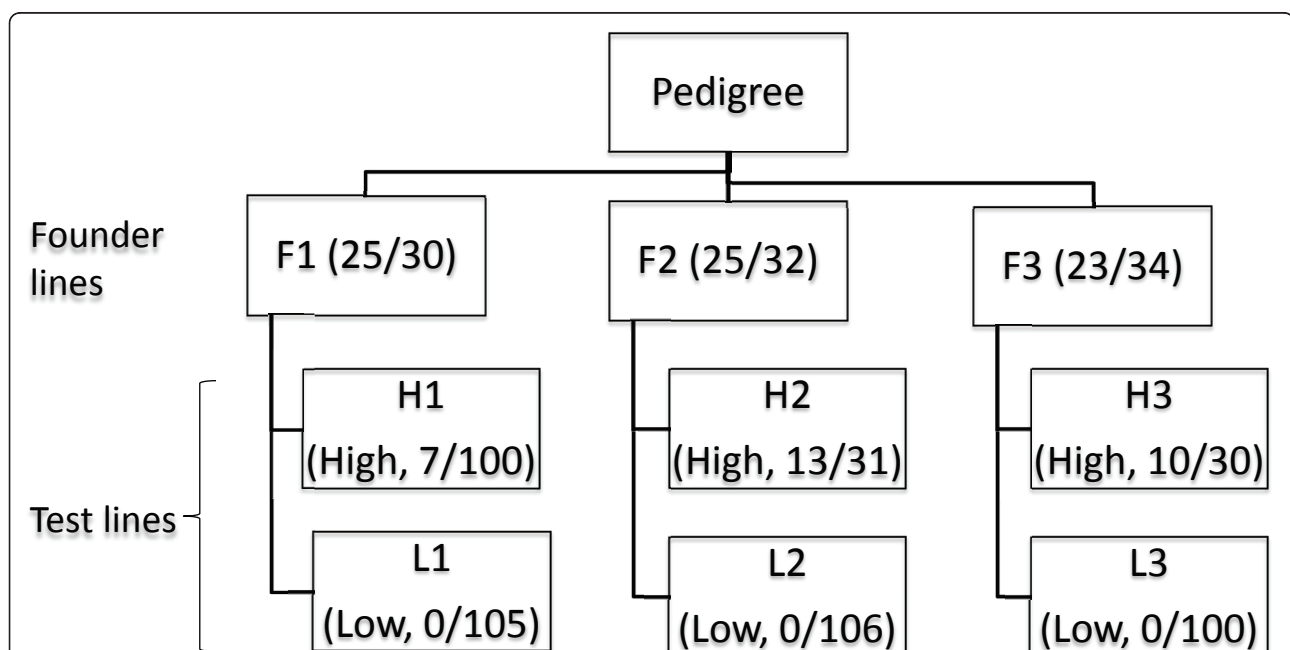 Pedigree
Founder
lines
F1 (25/30)
F2 (25/32)
F3 (23/34)
Test lines
H1
(High, 7/100)
H2
(High, 13/31)
H3
(High, 10/30)
L1
(Low, 0/105)
L2
(Low, 0/106)
L3
(Low, 0/100)